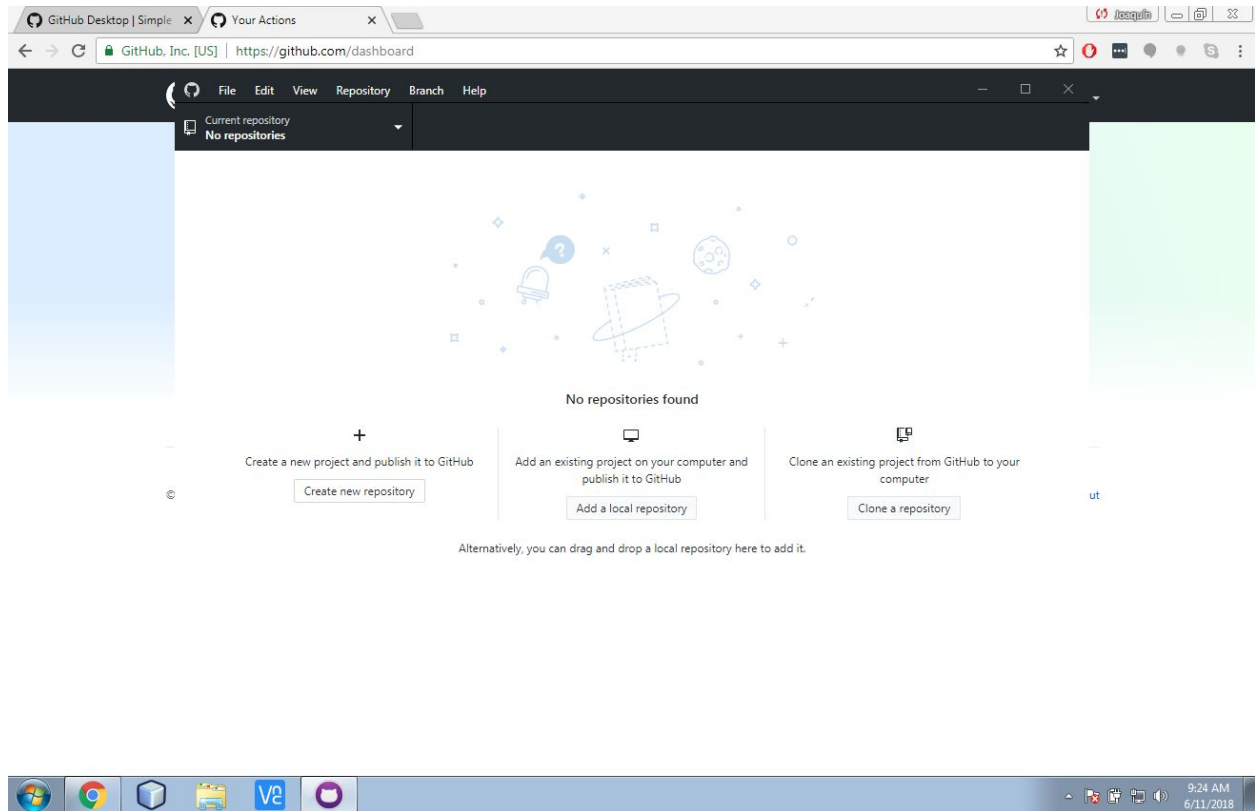 GitHub Desktop | Simple
Your Actions
Joaquín
GitHub, Inc. [US] | https://github.com/dashboard
File Edit View Repository Branch Help
Current repository
No repositories
?
No repositories found
Create a new project and publish it to GitHub
Create new repository
Add an existing project on your computer and
publish it to GitHub
Add a local repository
Clone an existing project from GitHub to your
computer
Clone a repository
©
ut
Alternatively, you can drag and drop a local repository here to add it.
9:24 AM
6/11/2018